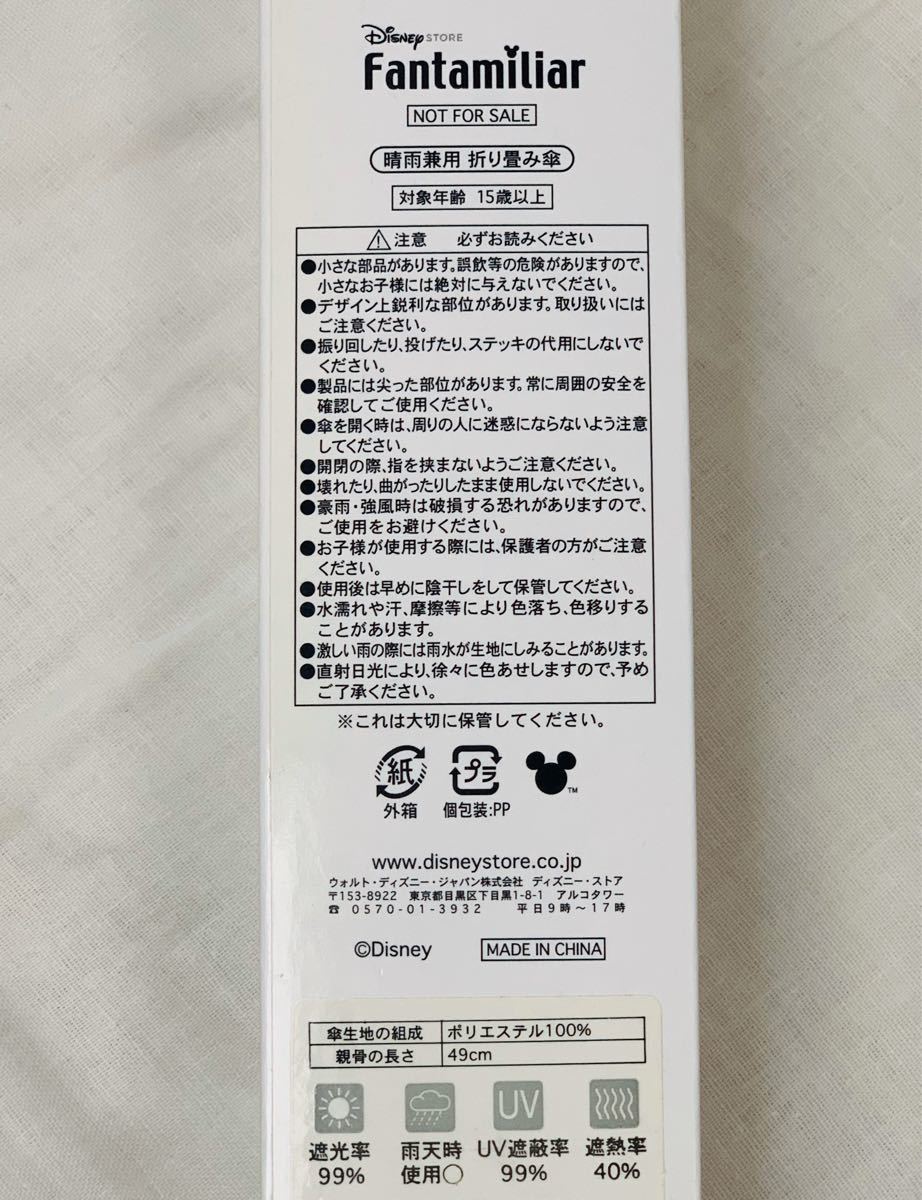 Disney STORE
Fantamiliar
NOT FOR SALE
晴雨兼用 折り畳み傘
対象年齢 15歳以上
注意 必ずお読みください
●小さな部品があります。誤飲等の危険がありますので、
小さなお子様には絶対に与えないでください。
●デザイン上鋭利な部位があります。取り扱いには
ご注意ください。
●振り回したり、投げたり、ステッキの代用にしないで
ください。
●製品には尖った部位があります。常に周囲の安全を
確認してご使用ください。
●傘を開く時は、周りの人に迷惑にならないよう注意
してください。
●開閉の際、指を挟まないようご注意ください。
●壊れたり、曲がったりしたまま使用しないでください。
●豪雨・強風時は破損する恐れがありますので、
ご使用をお避けください。
●お子様が使用する際には、保護者の方がご注意
ください。
●使用後は早めに陰干しをして保管してください。
●水濡れや汗、摩擦等により色落ち、色移りする
ことがあります。
●激しい雨の際には雨水が生地にしみることがあります。
●直射日光により、徐々に色あせしますので、予め
ご了承ください。
※これは大切に保管してください。
紙 プラ TM
外箱 個包装:PP
www.disneystore.co.jp
ウォルト・ディズニー・ジャパン株式会社 ディズニー・ストア
〒153-8922 東京都目黒区下目黒1-8-1 アルコタワー
☎ 0570-01-3932 平日9時～17時
©Disney MADE IN CHINA
傘生地の組成 ポリエステル100%
親骨の長さ 49cm
UV
遮光率 雨天時 UV遮蔽率 遮熱率
99% 使用○ 99% 40%